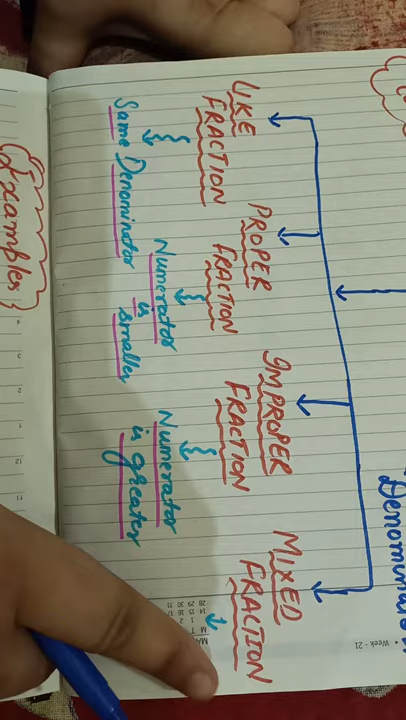 Denomina
• Week - 21
LIKE
FRACTION
Same Denominator
PROPER
FRACTION
Numerator
is
smaller
IMPROPER
FRACTION
Numerator
is greater
MIXED
FRACTION
Examples